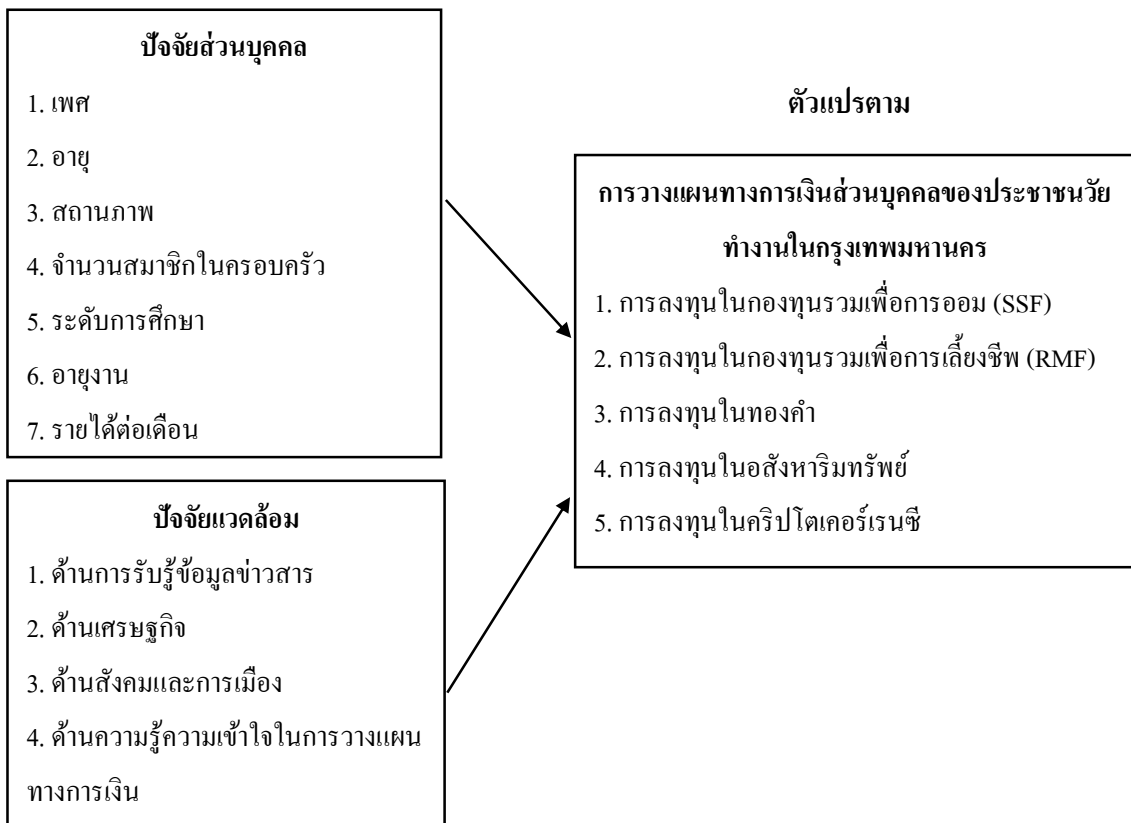 ปัจจัยส่วนบุคคล
1. เพศ
2. อายุ
3. สถานภาพ
4. จำนวนสมาชิกในครอบครัว
5. ระดับการศึกษา
6. อายุงาน
7. รายได้ต่อเดือน
ปัจจัยแวดล้อม
1. ด้านการรับรู้ข้อมูลข่าวสาร
2. ด้านเศรษฐกิจ
3. ด้านสังคมและการเมือง
4. ด้านความรู้ความเข้าใจในการวางแผน
ทางการเงิน
ตัวแปรตาม
การวางแผนทางการเงินส่วนบุคคลของประชาชนวัย
ทำงานในกรุงเทพมหานคร
1. การลงทุนในกองทุนรวมเพื่อการออม (SSF)
2. การลงทุนในกองทุนรวมเพื่อการเลี้ยงชีพ (RMF)
3. การลงทุนในทองคำ
4. การลงทุนในอสังหาริมทรัพย์
5. การลงทุนในคริปโตเคอร์เรนซี